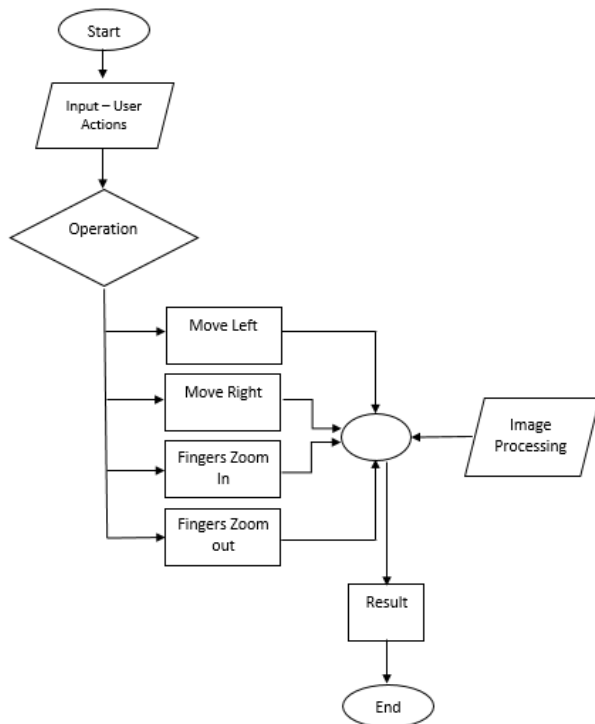 Start
Input – User
Actions
Operation
Move Left
Move Right
Fingers Zoom
In
Fingers Zoom
out
Image
Processing
Result
End